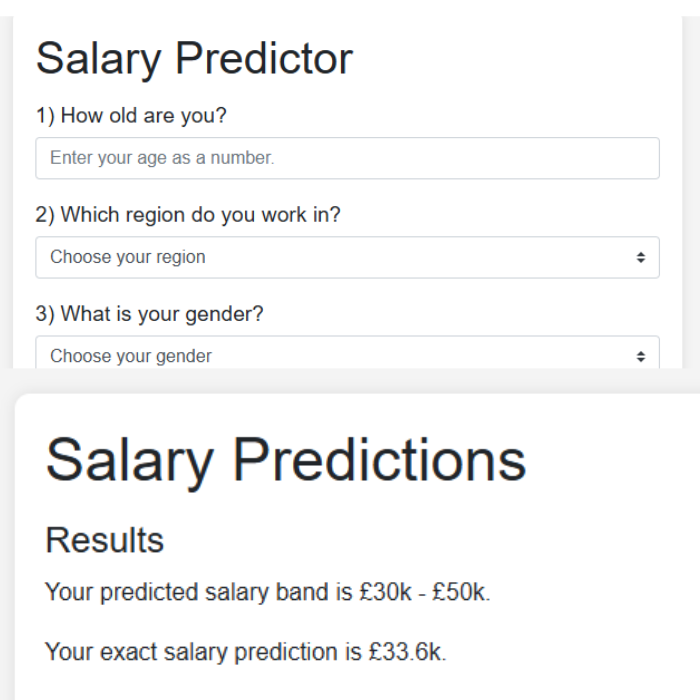 Salary Predictor
1) How old are you?
Enter your age as a number.
2) Which region do you work in?
Choose your region
3) What is your gender?
Choose your gender
Salary Predictions
Results
Your predicted salary band is £30k - £50k.
Your exact salary prediction is £33.6k.